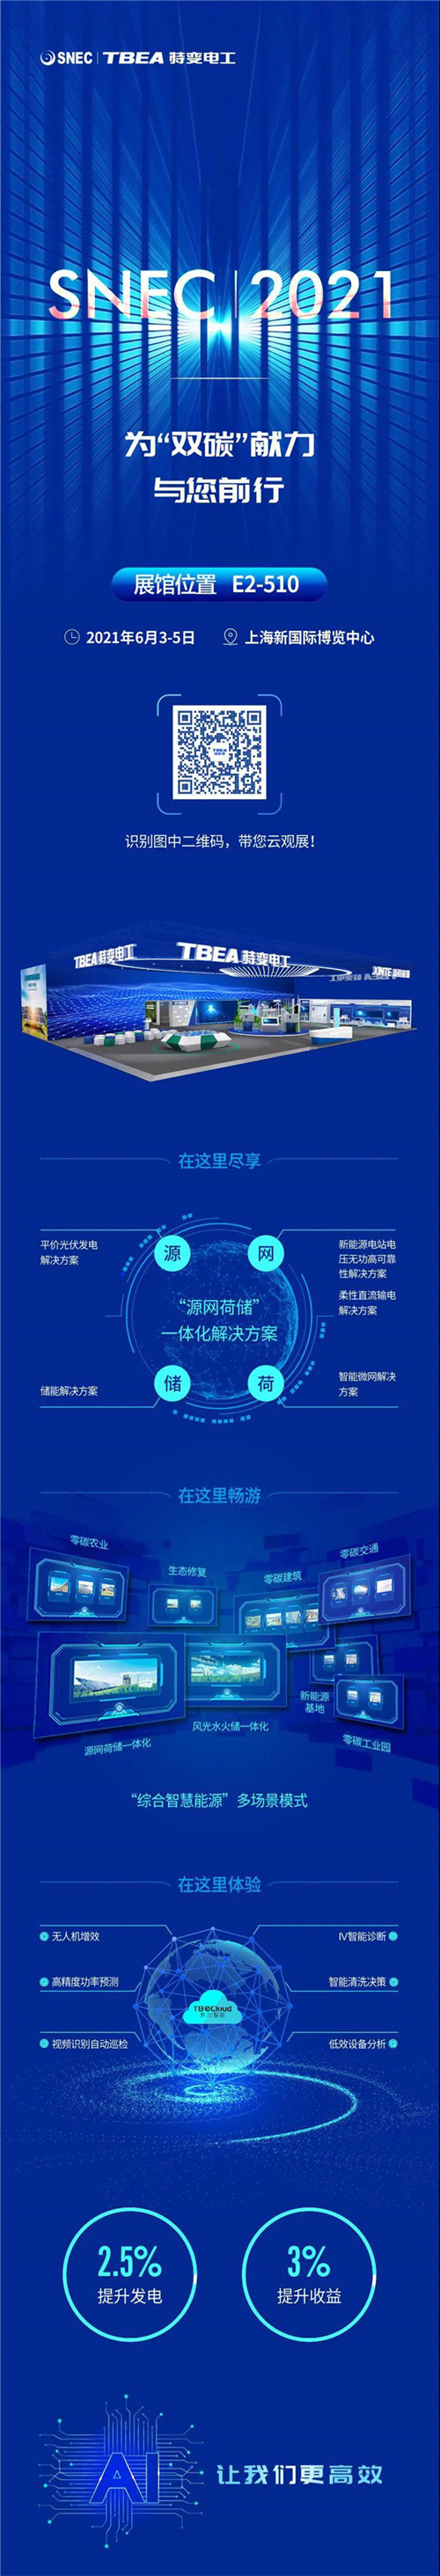 SNEC | TBEA 特变电工
SNEC | 2021
为“双碳”献力
与您前行
展馆位置 E2-510
2021年6月3-5日 上海新国际博览中心
识别图中二维码，带您云观展！
TBEA 特变电工
TBEA 特变电工
在这里尽享
平价光伏发电
解决方案
源
网
新能源电站电
压无功高可靠
性解决方案
柔性直流输电
解决方案
“源网荷储”
一体化解决方案
储能解决方案
储
荷
智能微网解决
方案
在这里畅游
零碳农业
生态修复
零碳建筑
零碳交通
源网荷储一体化
风光水火储一体化
新能源
基地
零碳工业园
“综合智慧能源”多场景模式
在这里体验
无人机增效
IV智能诊断
高精度功率预测
智能清洗决策
TB eCloud
视频识别自动巡检
低效设备分析
2.5%
提升发电
3%
提升收益
AI
让我们更高效